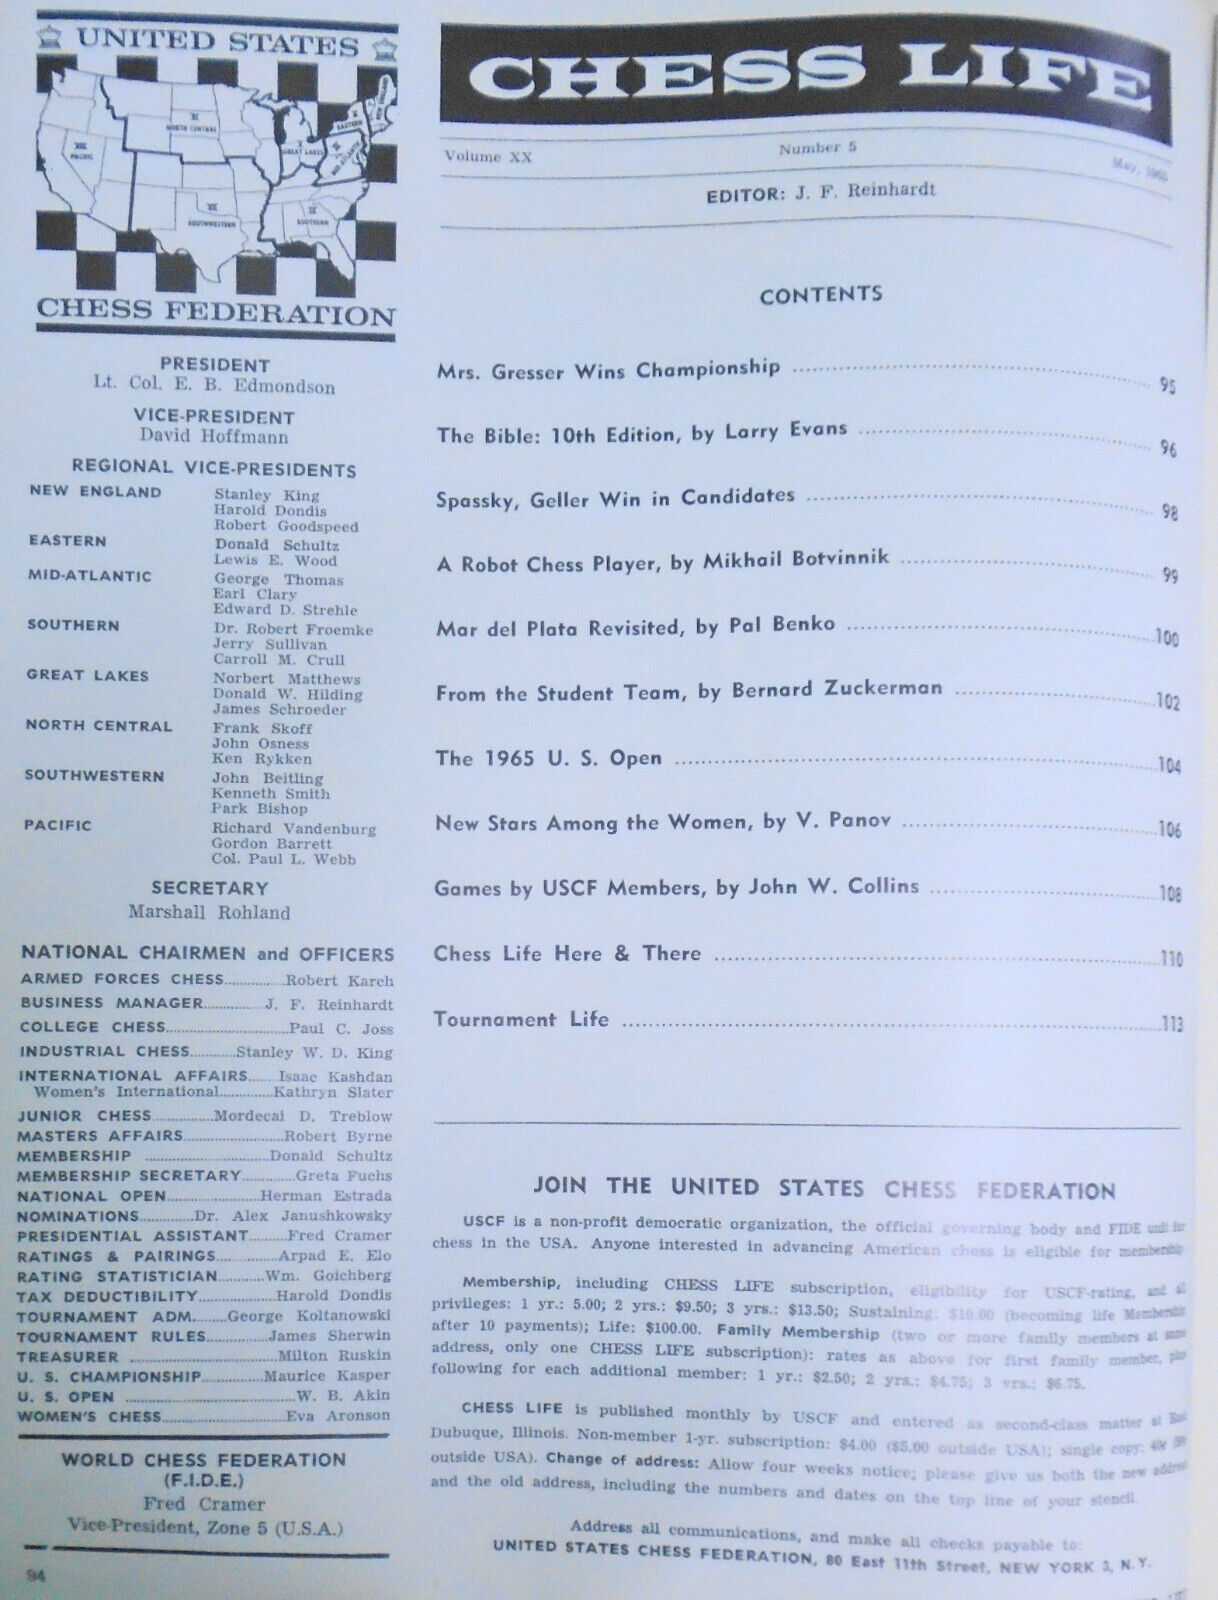 UNITED STATES
PACIFIC
NORTH CENTRAL
GREAT LAKES
EASTERN
SOUTHWESTERN
SOUTHERN
CHESS FEDERATION
PRESIDENT
Lt. Col. E. B. Edmondson
VICE-PRESIDENT
David Hoffmann
REGIONAL VICE-PRESIDENTS
NEW ENGLAND Stanley King
Harold Dondis
Robert Goodspeed
EASTERN Donald Schultz
Lewis E. Wood
MID-ATLANTIC George Thomas
Earl Clary
Edward D. Strehle
SOUTHERN Dr. Robert Froemke
Jerry Sullivan
Carroll M. Crull
GREAT LAKES Norbert Matthews
Donald W. Hilding
James Schroeder
NORTH CENTRAL Frank Skoff
John Osness
Ken Rykken
SOUTHWESTERN John Beitling
Kenneth Smith
Park Bishop
PACIFIC Richard Vandenburg
Gordon Barrett
Col. Paul L. Webb
SECRETARY
Marshall Rohland
NATIONAL CHAIRMEN and OFFICERS
ARMED FORCES CHESS..............Robert Karch
BUSINESS MANAGER..............J. F. Reinhardt
COLLEGE CHESS..............Paul C. Joss
INDUSTRIAL CHESS..............Stanley W. D. King
INTERNATIONAL AFFAIRS......Isaac Kashdan
Women's International..............Kathryn Slater
JUNIOR CHESS..............Mordecai D. Treblow
MASTERS AFFAIRS..............Robert Byrne
MEMBERSHIP ..............Donald Schultz
MEMBERSHIP SECRETARY..............Greta Fuchs
NATIONAL OPEN..............Herman Estrada
NOMINATIONS..............Dr. Alex Janushkowsky
PRESIDENTIAL ASSISTANT..............Fred Cramer
RATINGS & PAIRINGS..............Arpad E. Elo
RATING STATISTICIAN..............Wm. Goichberg
TAX DEDUCTIBILITY..............Harold Dondis
TOURNAMENT ADM........George Koltanowski
TOURNAMENT RULES..............James Sherwin
TREASURER ..............Milton Ruskin
U. S. CHAMPIONSHIP..............Maurice Kasper
U. S. OPEN ..............W. B. Akin
WOMEN'S CHESS..............Eva Aronson
WORLD CHESS FEDERATION
(F.I.D.E.)
Fred Cramer
Vice-President, Zone 5 (U.S.A.)
94
CHESS LIFE
Volume XX Number 5 May, 1965
EDITOR: J. F. Reinhardt
CONTENTS
Mrs. Gresser Wins Championship .............. 95
The Bible: 10th Edition, by Larry Evans .............. 96
Spassky, Geller Win in Candidates .............. 98
A Robot Chess Player, by Mikhail Botvinnik .............. 99
Mar del Plata Revisited, by Pal Benko .............. 100
From the Student Team, by Bernard Zuckerman .............. 102
The 1965 U. S. Open .............. 104
New Stars Among the Women, by V. Panov .............. 106
Games by USCF Members, by John W. Collins .............. 108
Chess Life Here & There .............. 110
Tournament Life .............. 113
JOIN THE UNITED STATES CHESS FEDERATION
USCF is a non-profit democratic organization, the official governing body and FIDE unit for
chess in the USA. Anyone interested in advancing American chess is eligible for membership.
Membership, including CHESS LIFE subscription, eligibility for USCF-rating, and all
privileges: 1 yr.: 5.00; 2 yrs.: $9.50; 3 yrs.: $13.50; Sustaining: $10.00 (becoming life Membership
after 10 payments); Life: $100.00. Family Membership (two or more family members at same
address, only one CHESS LIFE subscription): rates as above for first family member, plus
following for each additional member: 1 yr.: $2.50; 2 yrs.: $4.75; 3 yrs.: $6.75.
CHESS LIFE is published monthly by USCF and entered as second-class matter at East
Dubuque, Illinois. Non-member 1-yr. subscription: $4.00 ($5.00 outside USA); single copy: 40¢
outside USA). Change of address: Allow four weeks notice; please give us both the new address
and the old address, including the numbers and dates on the top line of your stencil.
Address all communications, and make all checks payable to:
UNITED STATES CHESS FEDERATION, 80 East 11th Street, NEW YORK 3, N.Y.